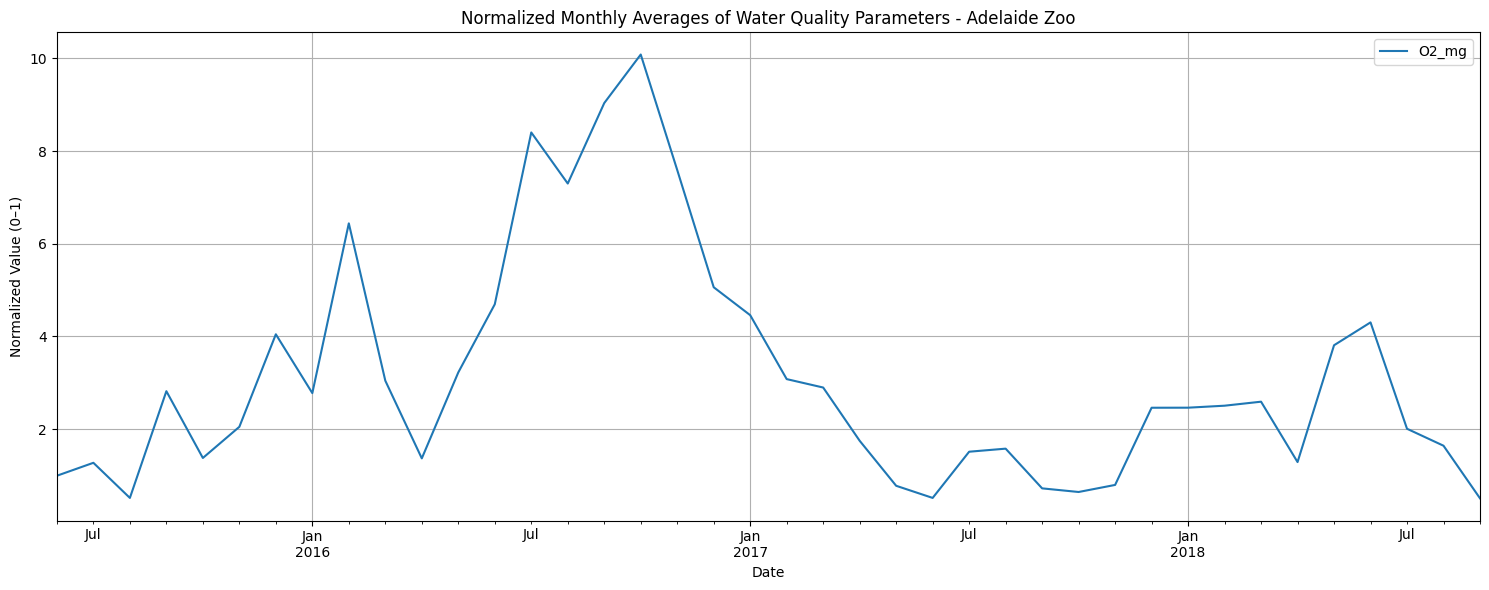 Normalized Monthly Averages of Water Quality Parameters - Adelaide Zoo
O2_mg
Normalized Value (0–1)
10
8
6
4
2
Jul
Jan
2016
Jul
Jan
2017
Jul
Jan
2018
Jul
Date